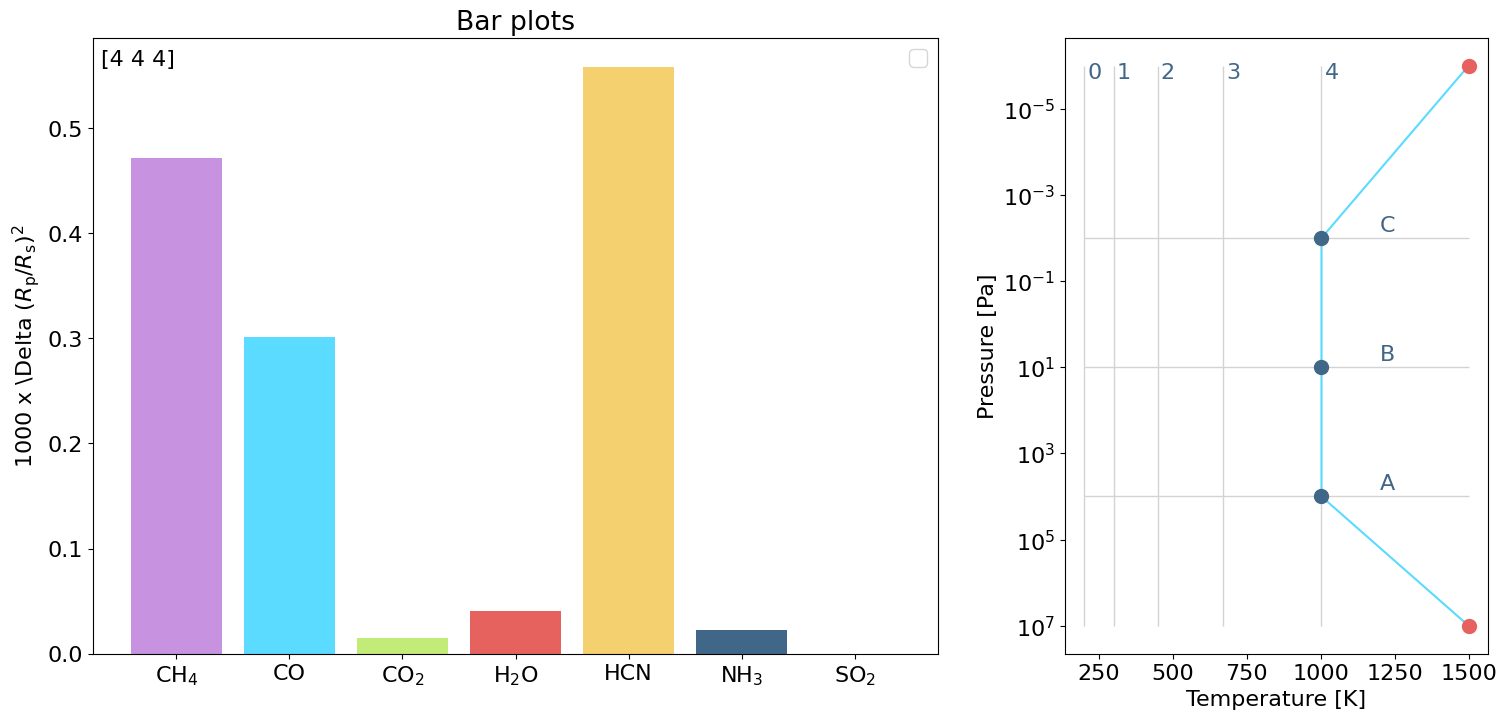 Bar plots
[4 4 4]
1000 x \Delta (Rₚ/Rₛ)²
0.5
0.4
0.3
0.2
0.1
0.0
CH₄ CO CO₂ H₂O HCN NH₃ SO₂
0 1 2 3 4
C
B
A
Pressure [Pa]
10⁻⁵
10⁻³
10⁻¹
10¹
10³
10⁵
10⁷
250 500 750 1000 1250 1500
Temperature [K]